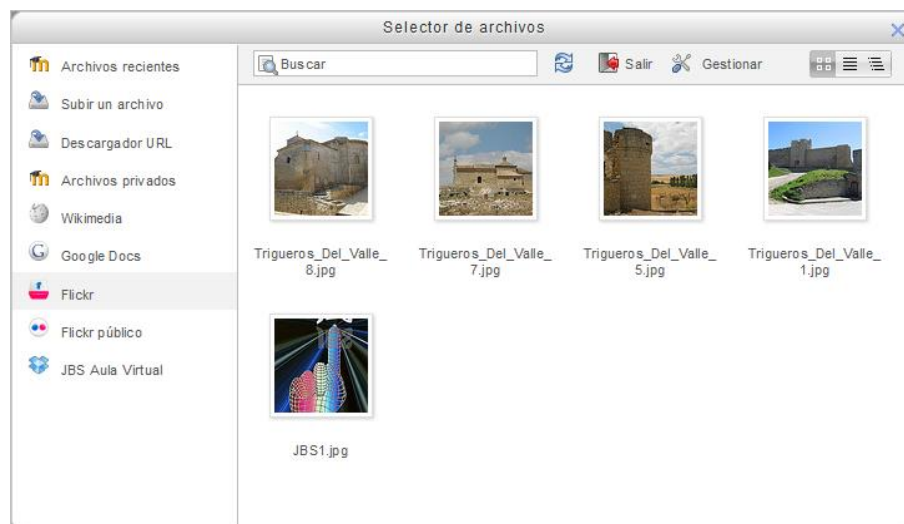 Selector de archivos
Archivos recientes
Subir un archivo
Descargador URL
Archivos privados
Wikimedia
Google Docs
Flickr
Flickr público
JBS Aula Virtual
Buscar
Salir
Gestionar
Trigueros_Del_Valle_
8.jpg
Trigueros_Del_Valle_
7.jpg
Trigueros_Del_Valle_
5.jpg
Trigueros_Del_Valle_
1.jpg
JBS1.jpg